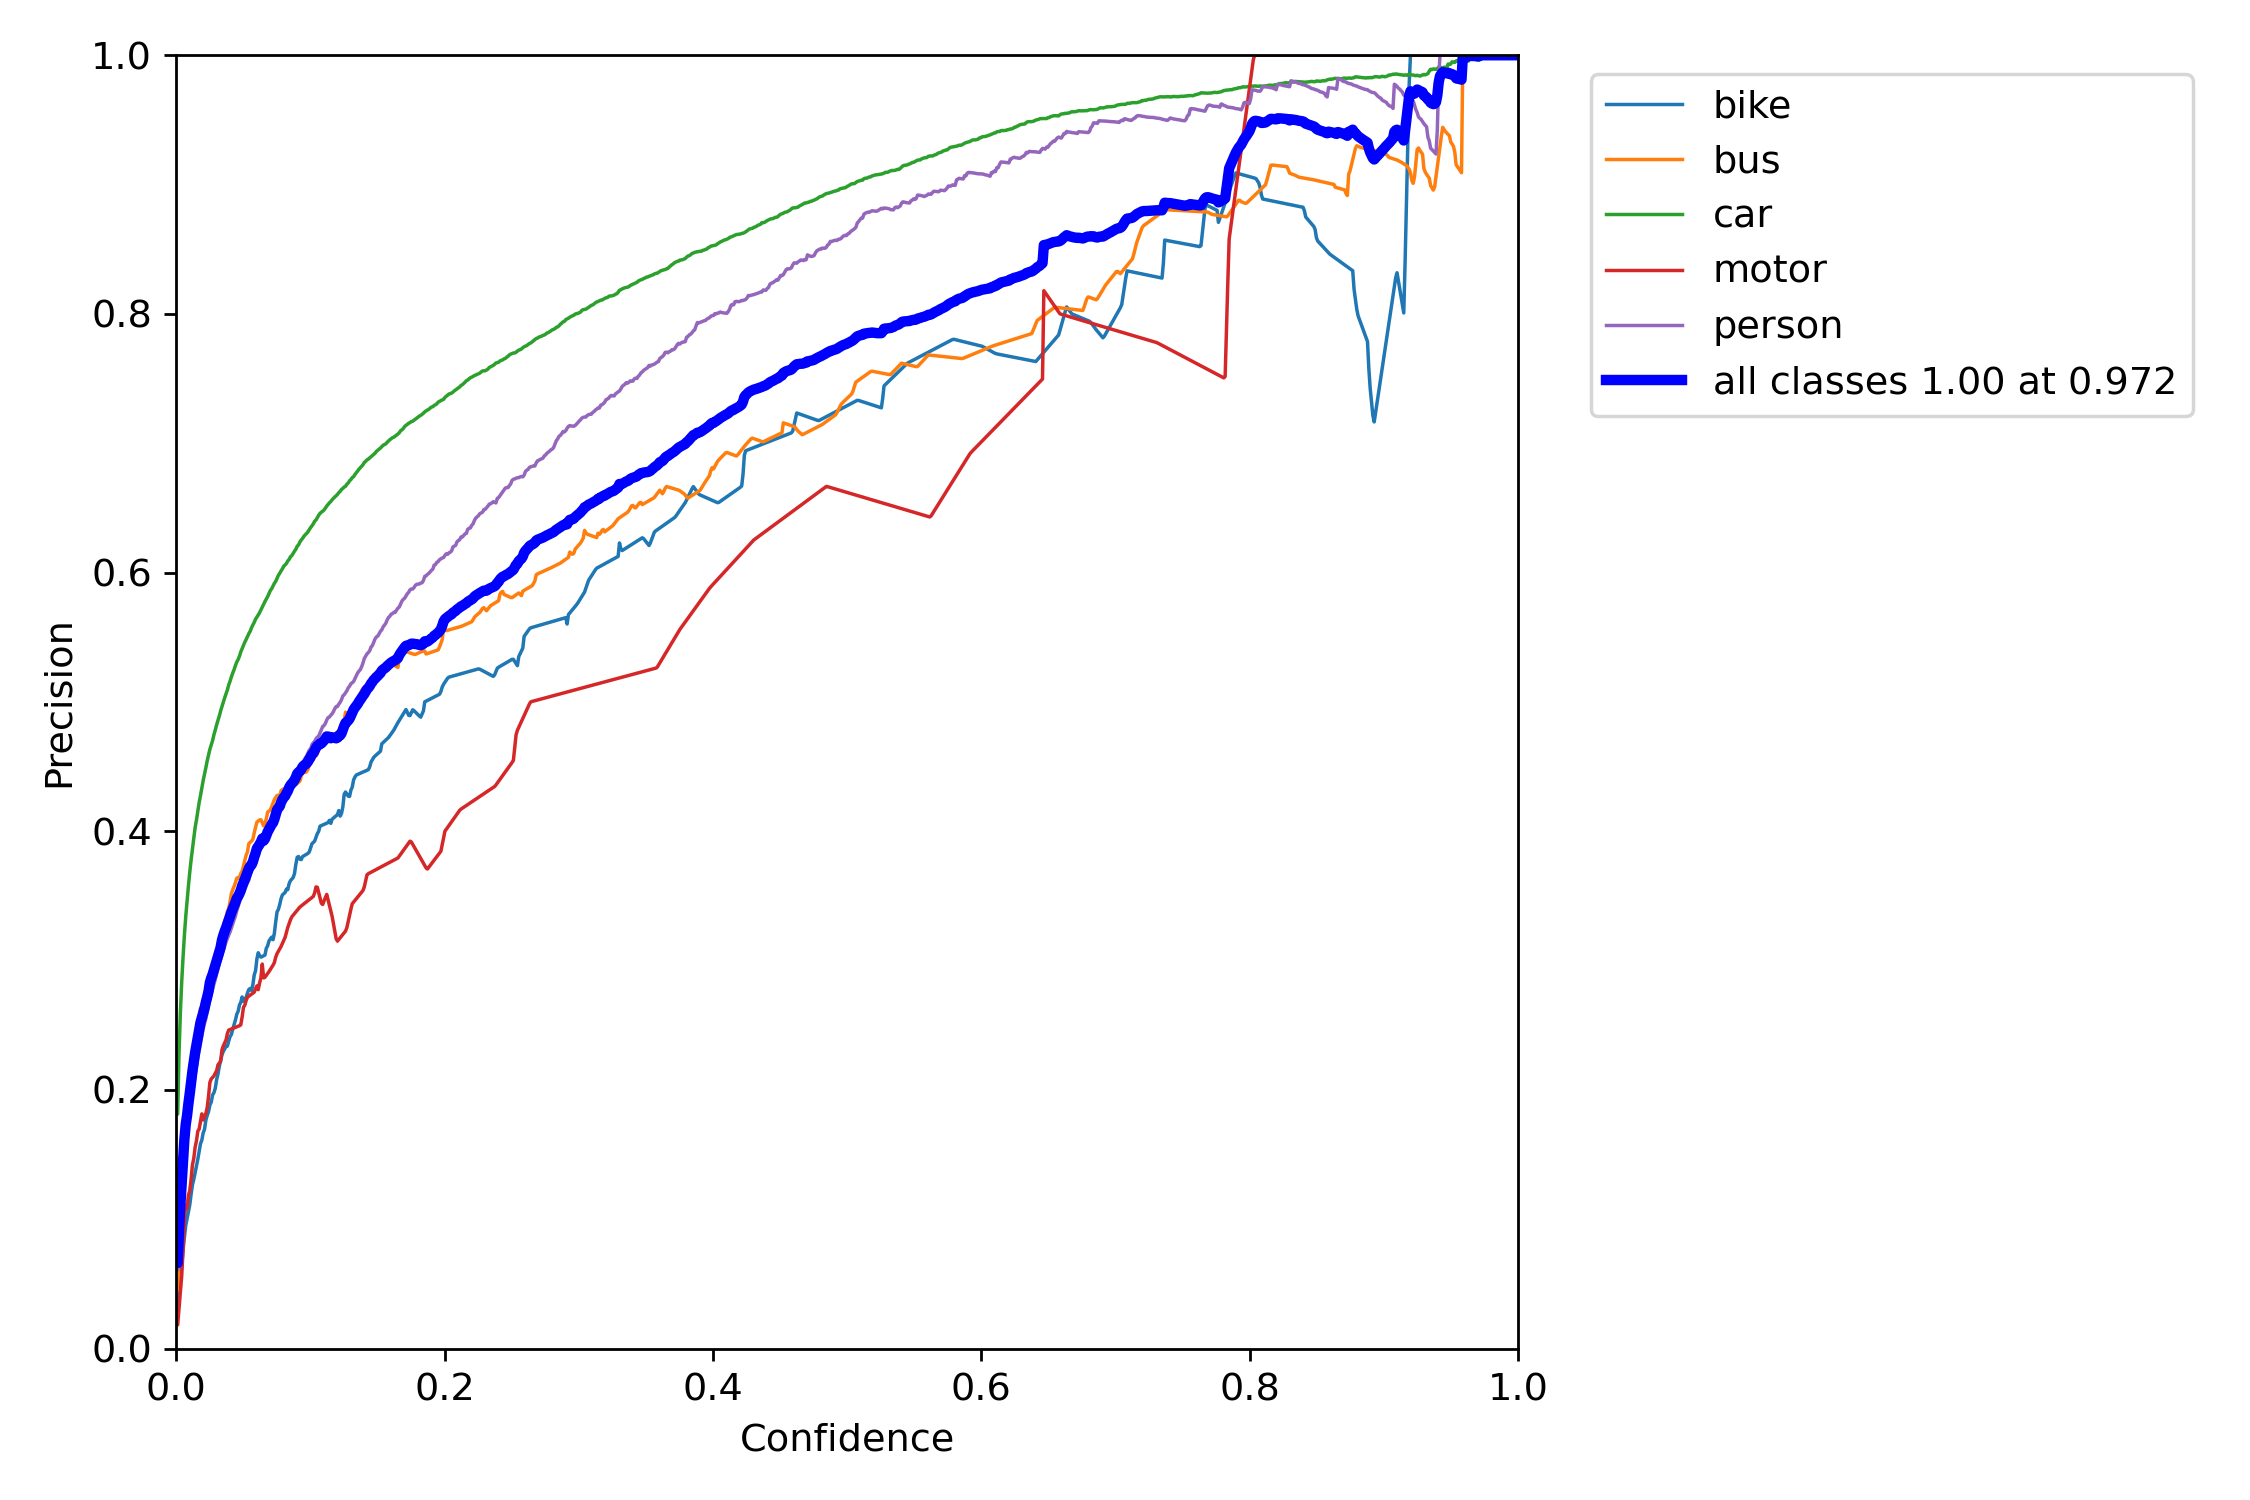 1.0
0.8
0.6
0.4
0.2
0.0
Precision
0.0 0.2 0.4 0.6 0.8 1.0
Confidence
bike
bus
car
motor
person
all classes 1.00 at 0.972